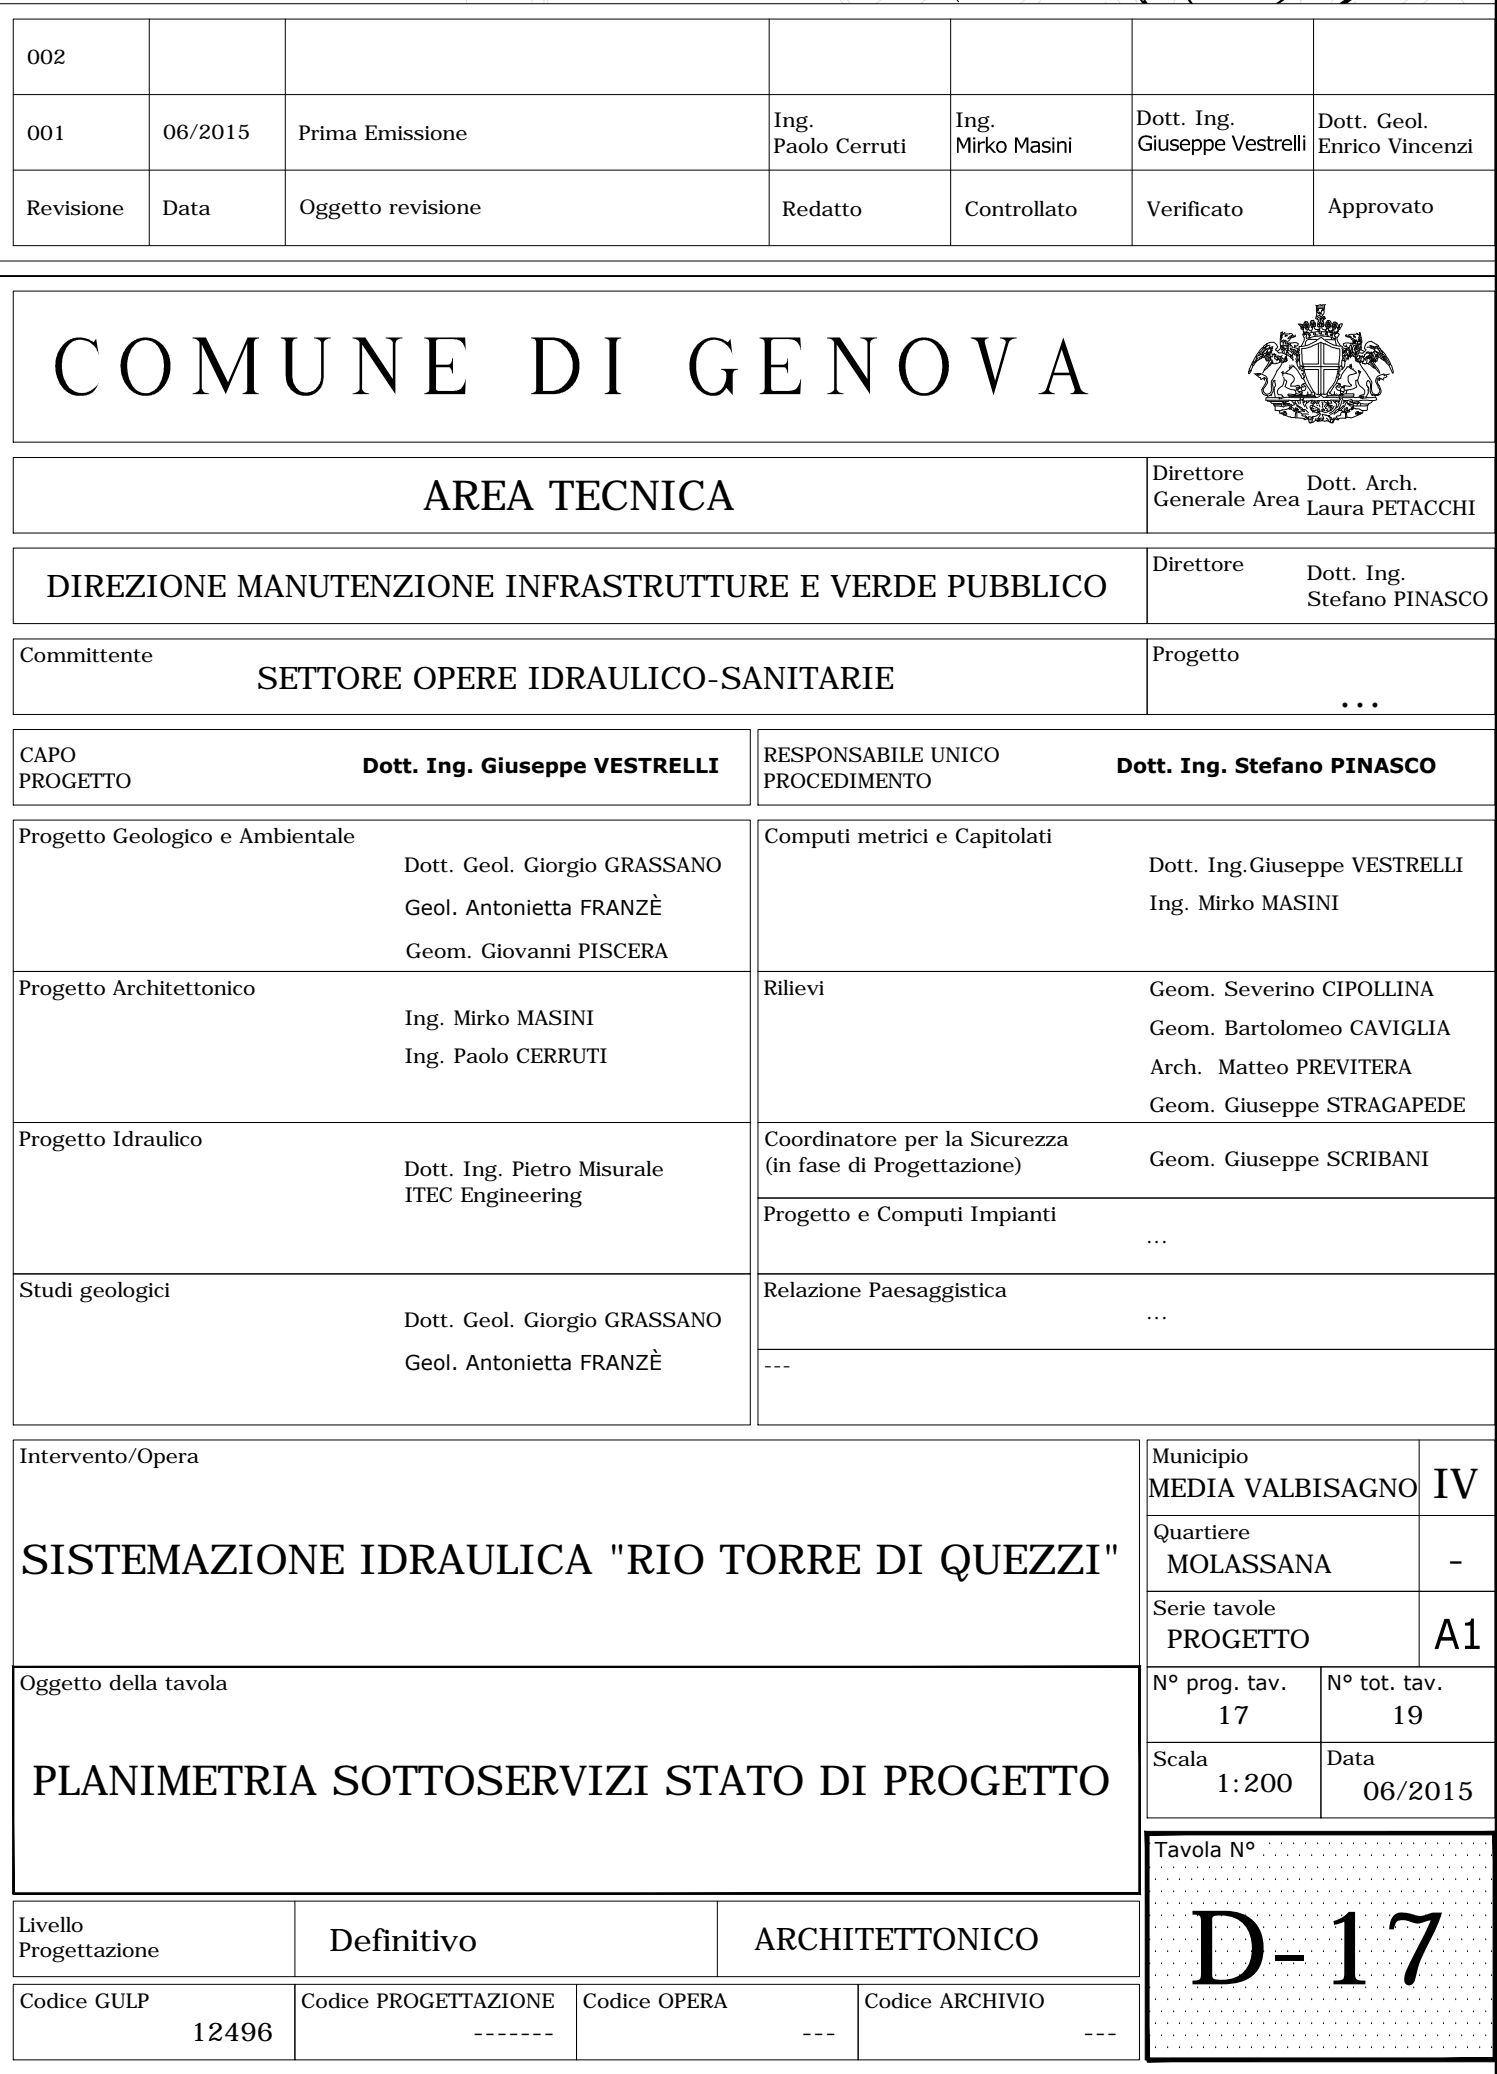 002
001 06/2015 Prima Emissione Ing. Paolo Cerruti Ing. Mirko Masini Dott. Ing. Giuseppe Vestrelli Dott. Geol. Enrico Vincenzi
Revisione Data Oggetto revisione Redatto Controllato Verificato Approvato
COMUNE DI GENOVA
AREA TECNICA
Direttore Generale Area
Dott. Arch.
Laura PETACCHI
DIREZIONE MANUTENZIONE INFRASTRUTTURE E VERDE PUBBLICO
Direttore
Dott. Ing.
Stefano PINASCO
Committente
SETTORE OPERE IDRAULICO-SANITARIE
Progetto
...
CAPO
PROGETTO
Dott. Ing. Giuseppe VESTRELLI
RESPONSABILE UNICO
PROCEDIMENTO
Dott. Ing. Stefano PINASCO
Progetto Geologico e Ambientale
Dott. Geol. Giorgio GRASSANO
Geol. Antonietta FRANZÈ
Geom. Giovanni PISCERA
Computi metrici e Capitolati
Dott. Ing.Giuseppe VESTRELLI
Ing. Mirko MASINI
Progetto Architettonico
Ing. Mirko MASINI
Ing. Paolo CERRUTI
Rilievi
Geom. Severino CIPOLLINA
Geom. Bartolomeo CAVIGLIA
Arch. Matteo PREVITERA
Geom. Giuseppe STRAGAPEDE
Progetto Idraulico
Dott. Ing. Pietro Misurale
ITEC Engineering
Coordinatore per la Sicurezza
(in fase di Progettazione)
Geom. Giuseppe SCRIBANI
Progetto e Computi Impianti
...
Studi geologici
Dott. Geol. Giorgio GRASSANO
Geol. Antonietta FRANZÈ
Relazione Paesaggistica
...
---
Intervento/Opera
SISTEMAZIONE IDRAULICA "RIO TORRE DI QUEZZI"
Municipio
MEDIA VALBISAGNO IV
Quartiere
MOLASSANA -
Serie tavole
PROGETTO A1
Oggetto della tavola
PLANIMETRIA SOTTOSERVIZI STATO DI PROGETTO
N° prog. tav.
17
N° tot. tav.
19
Scala
1:200
Data
06/2015
Tavola N°
D-17
Livello
Progettazione
Definitivo
ARCHITETTONICO
Codice GULP
12496
Codice PROGETTAZIONE
-------
Codice OPERA
---
Codice ARCHIVIO
---